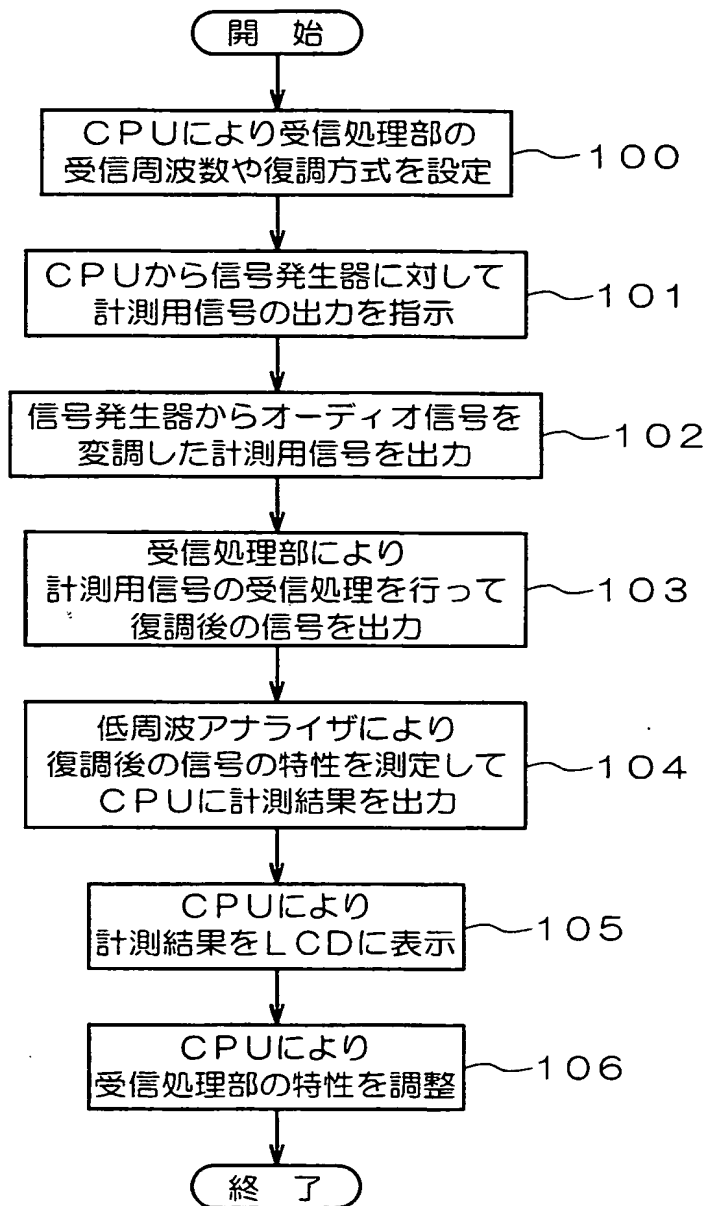 開　始
ＣＰＵにより受信処理部の
受信周波数や復調方式を設定
１００
ＣＰＵから信号発生器に対して
計測用信号の出力を指示
１０１
信号発生器からオーディオ信号を
変調した計測用信号を出力
１０２
受信処理部により
計測用信号の受信処理を行って
復調後の信号を出力
１０３
低周波アナライザにより
復調後の信号の特性を測定して
ＣＰＵに計測結果を出力
１０４
ＣＰＵにより
計測結果をＬＣＤに表示
１０５
ＣＰＵにより
受信処理部の特性を調整
１０６
終　了